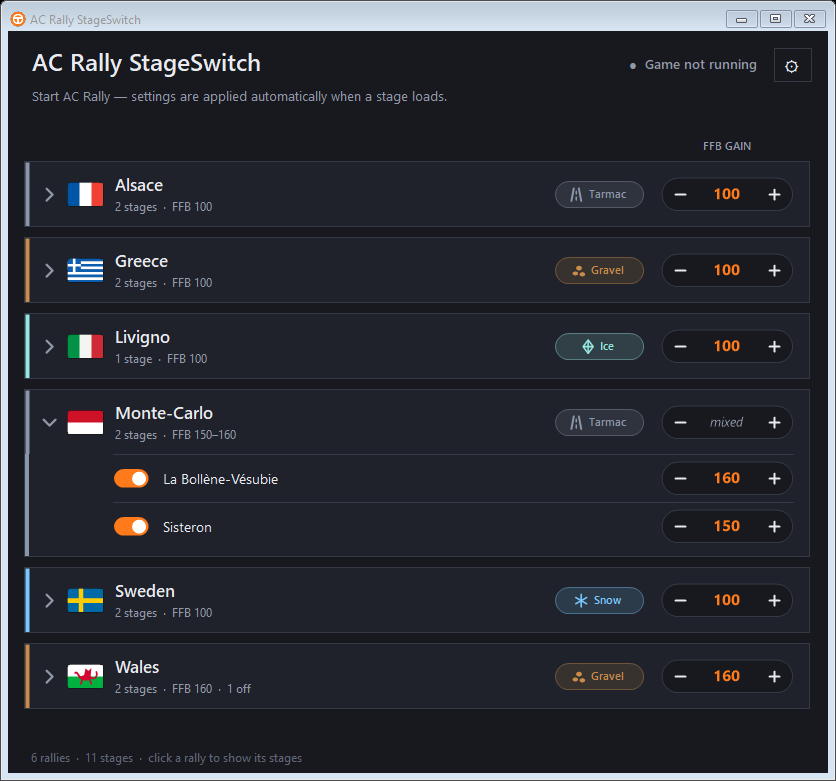 AC Rally StageSwitch
AC Rally StageSwitch
Game not running
Start AC Rally — settings are applied automatically when a stage loads.
FFB GAIN
Alsace
2 stages · FFB 100
Tarmac
− 100 +
Greece
2 stages · FFB 100
Gravel
− 100 +
Livigno
1 stage · FFB 100
Ice
− 100 +
Monte-Carlo
2 stages · FFB 150–160
Tarmac
− mixed +
La Bollène-Vésubie
− 160 +
Sisteron
− 150 +
Sweden
2 stages · FFB 100
Snow
− 100 +
Wales
2 stages · FFB 160 · 1 off
Gravel
− 160 +
6 rallies · 11 stages · click a rally to show its stages